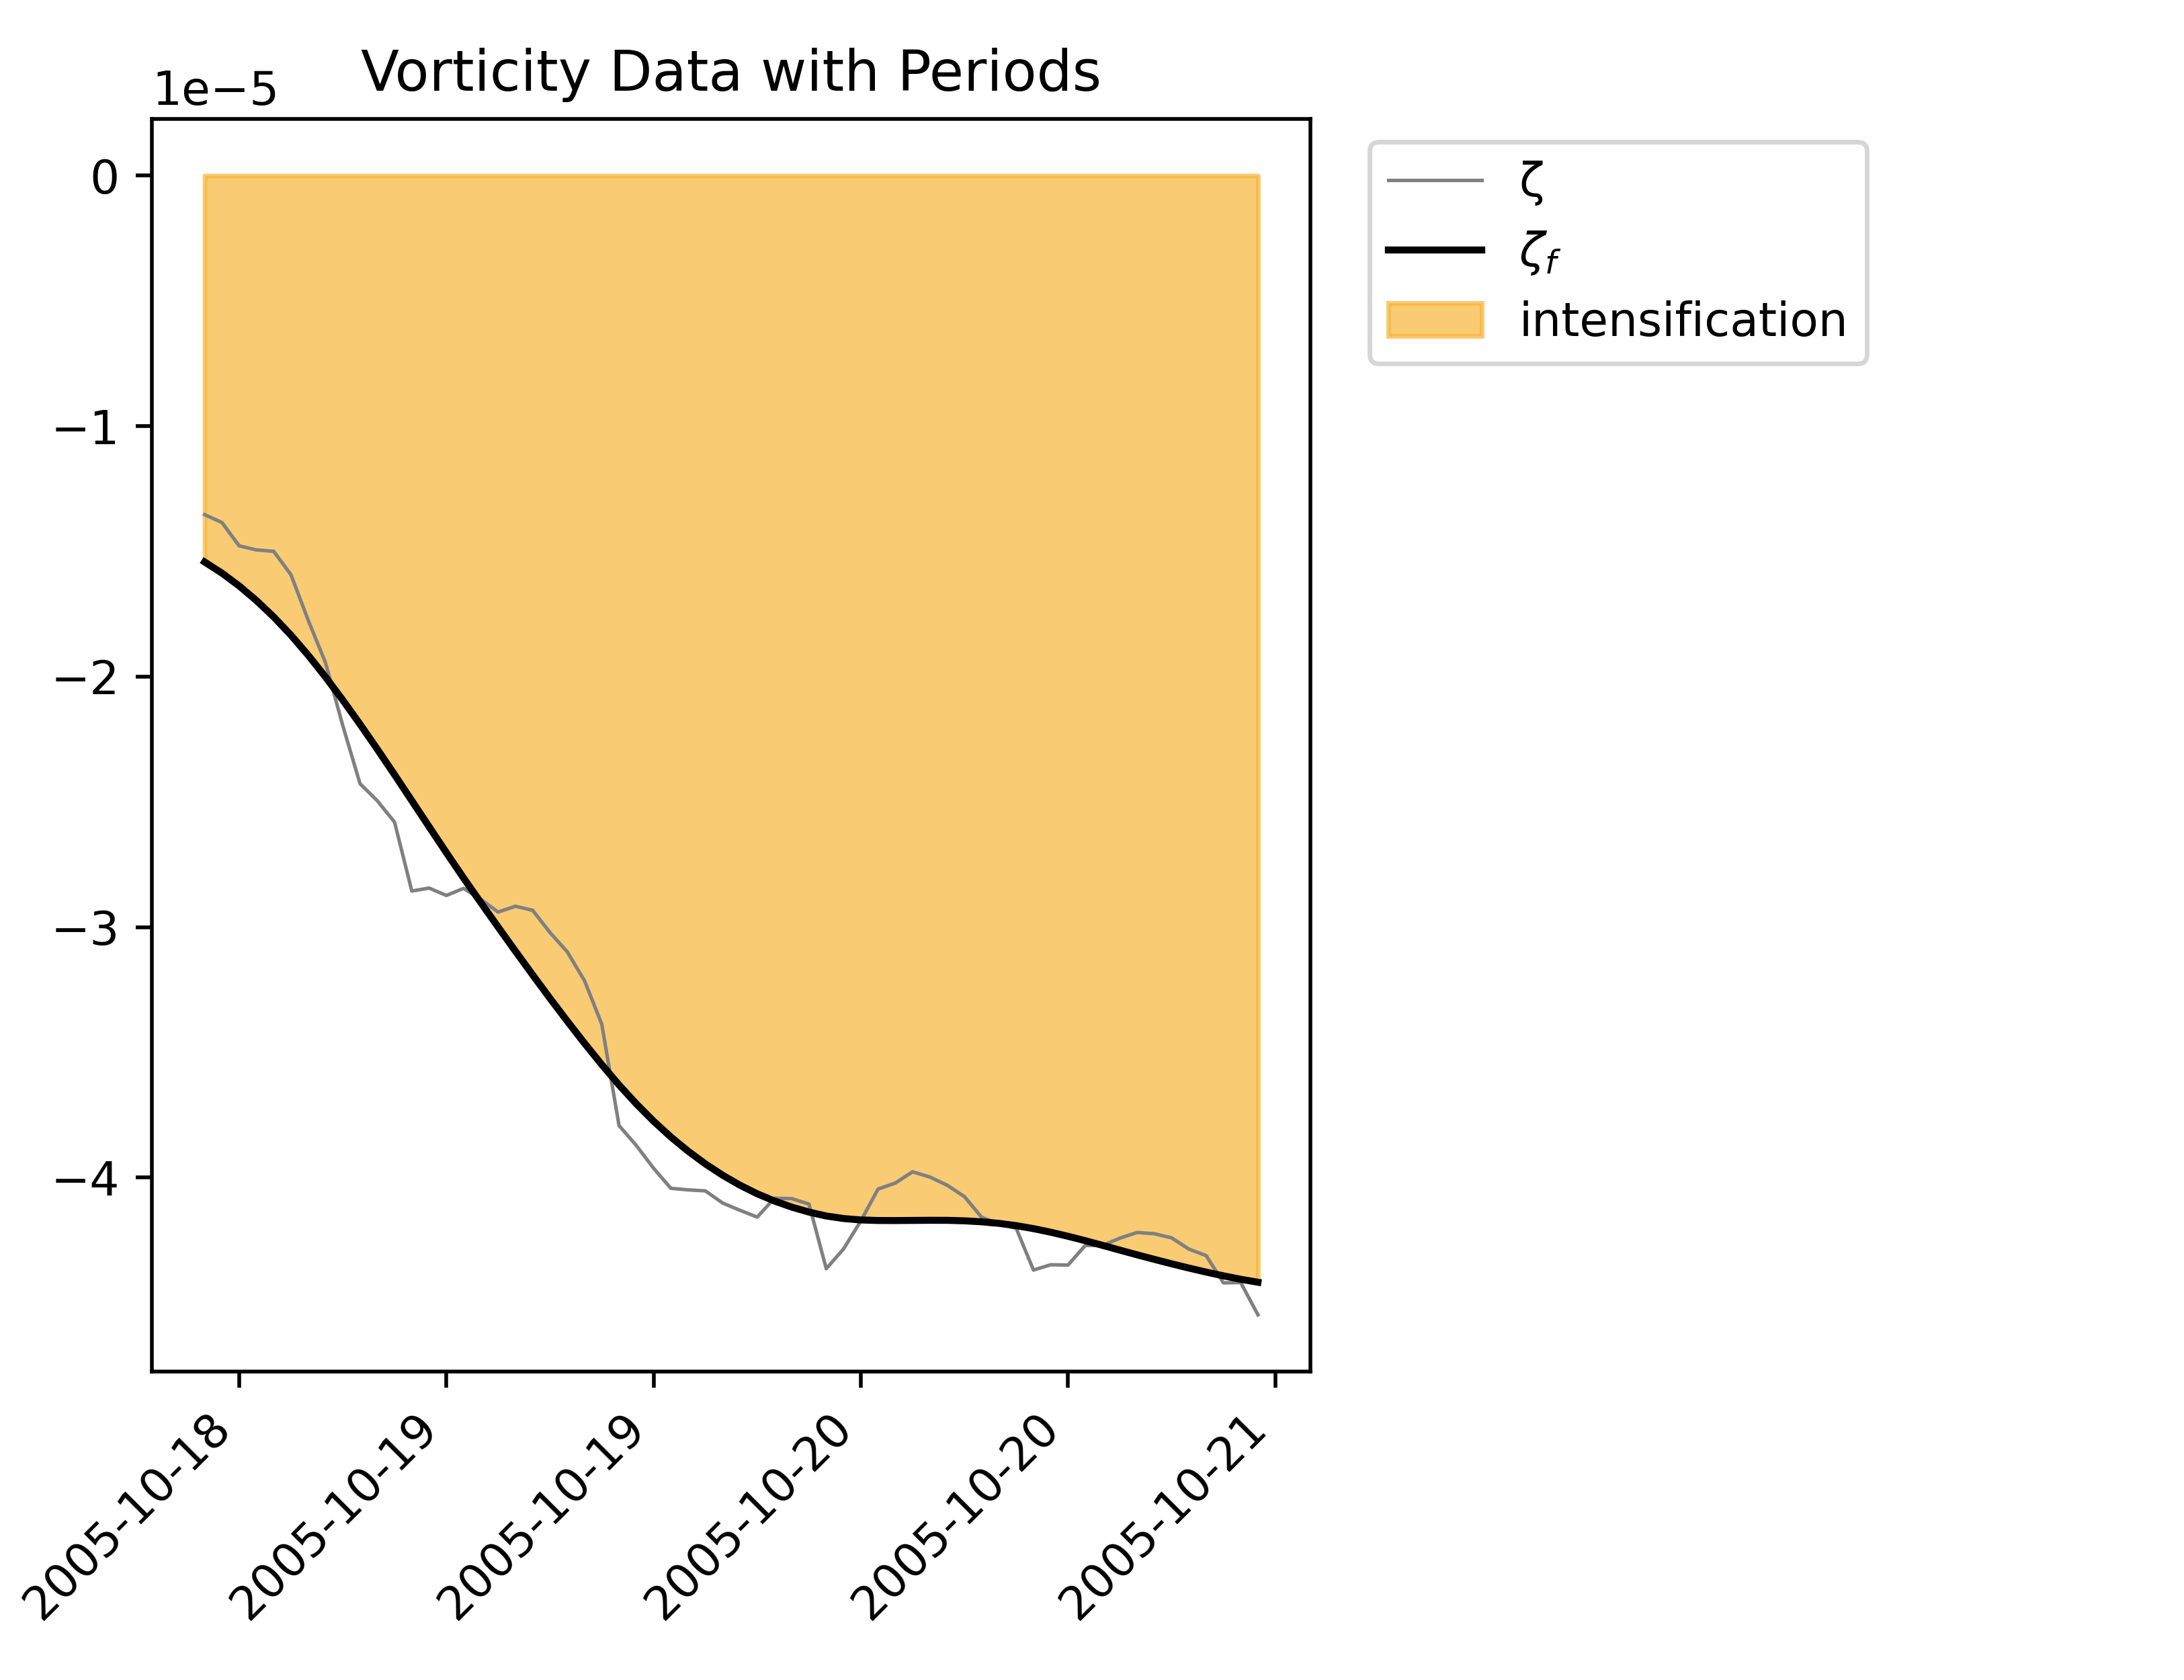 Vorticity Data with Periods
1e−5
0
−1
−2
−3
−4
2005-10-18
2005-10-19
2005-10-19
2005-10-20
2005-10-20
2005-10-21
ζ
ζf
intensification